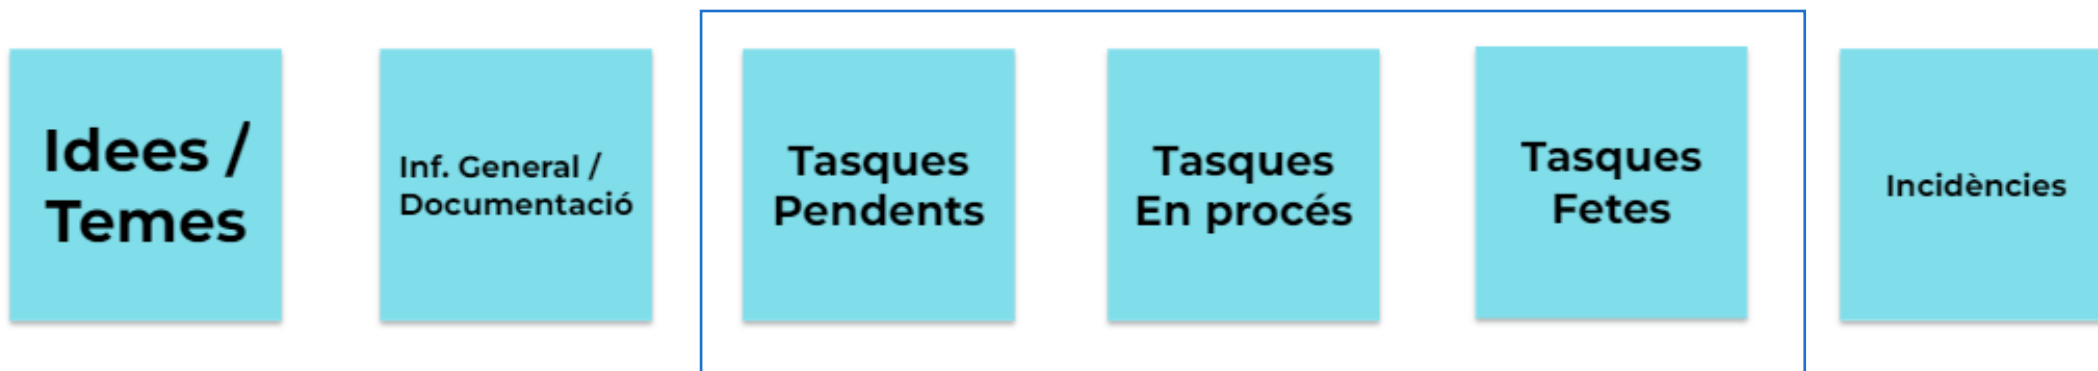 Idees /
Temes
Inf. General /
Documentació
Tasques
Pendents
Tasques
En procés
Tasques
Fetes
Incidències